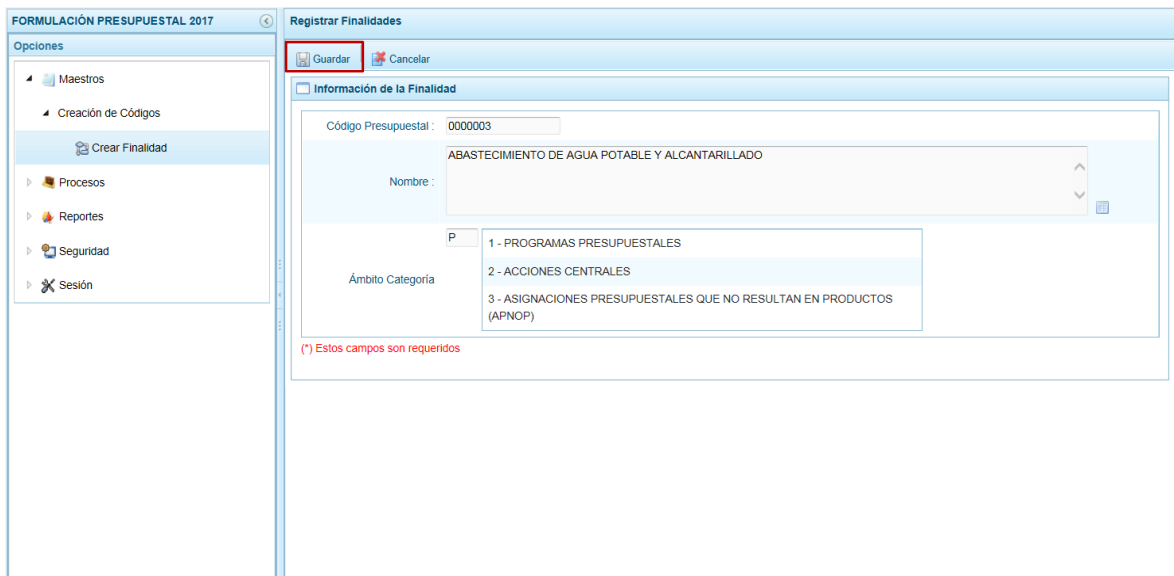 FORMULACIÓN PRESUPUESTAL 2017
Opciones
Maestros
Creación de Códigos
Crear Finalidad
Procesos
Reportes
Seguridad
Sesión
Registrar Finalidades
Guardar
Cancelar
Información de la Finalidad
Código Presupuestal : 0000003
Nombre : ABASTECIMIENTO DE AGUA POTABLE Y ALCANTARILLADO
Ámbito Categoría P
1 - PROGRAMAS PRESUPUESTALES
2 - ACCIONES CENTRALES
3 - ASIGNACIONES PRESUPUESTALES QUE NO RESULTAN EN PRODUCTOS
(APNOP)
(*) Estos campos son requeridos